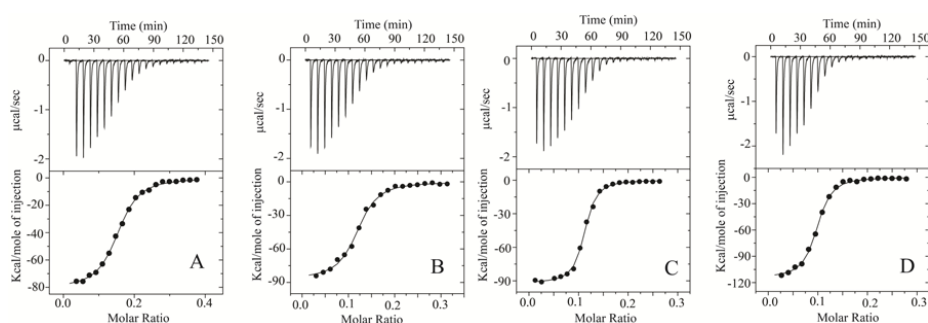 Time (min)
0 30 60 90 120 150
0
-1
-2
µcal/sec
0
-20
-40
-60
-80
Kcal/mole of injection
A
0.0 0.1 0.2 0.3 0.4
Molar Ratio
Time (min)
0 30 60 90 120 150
0
-1
-2
µcal/sec
0
-30
-60
-90
Kcal/mole of injection
B
0.0 0.1 0.2 0.3
Molar Ratio
Time (min)
0 30 60 90 120 150
0
-1
-2
µcal/sec
0
-30
-60
-90
Kcal/mole of injection
C
0.0 0.1 0.2 0.3
Molar Ratio
Time (min)
0 30 60 90 120 150
0
-1
-2
µcal/sec
0
-30
-60
-90
-120
Kcal/mole of injection
D
0.0 0.1 0.2 0.3
Molar Ratio